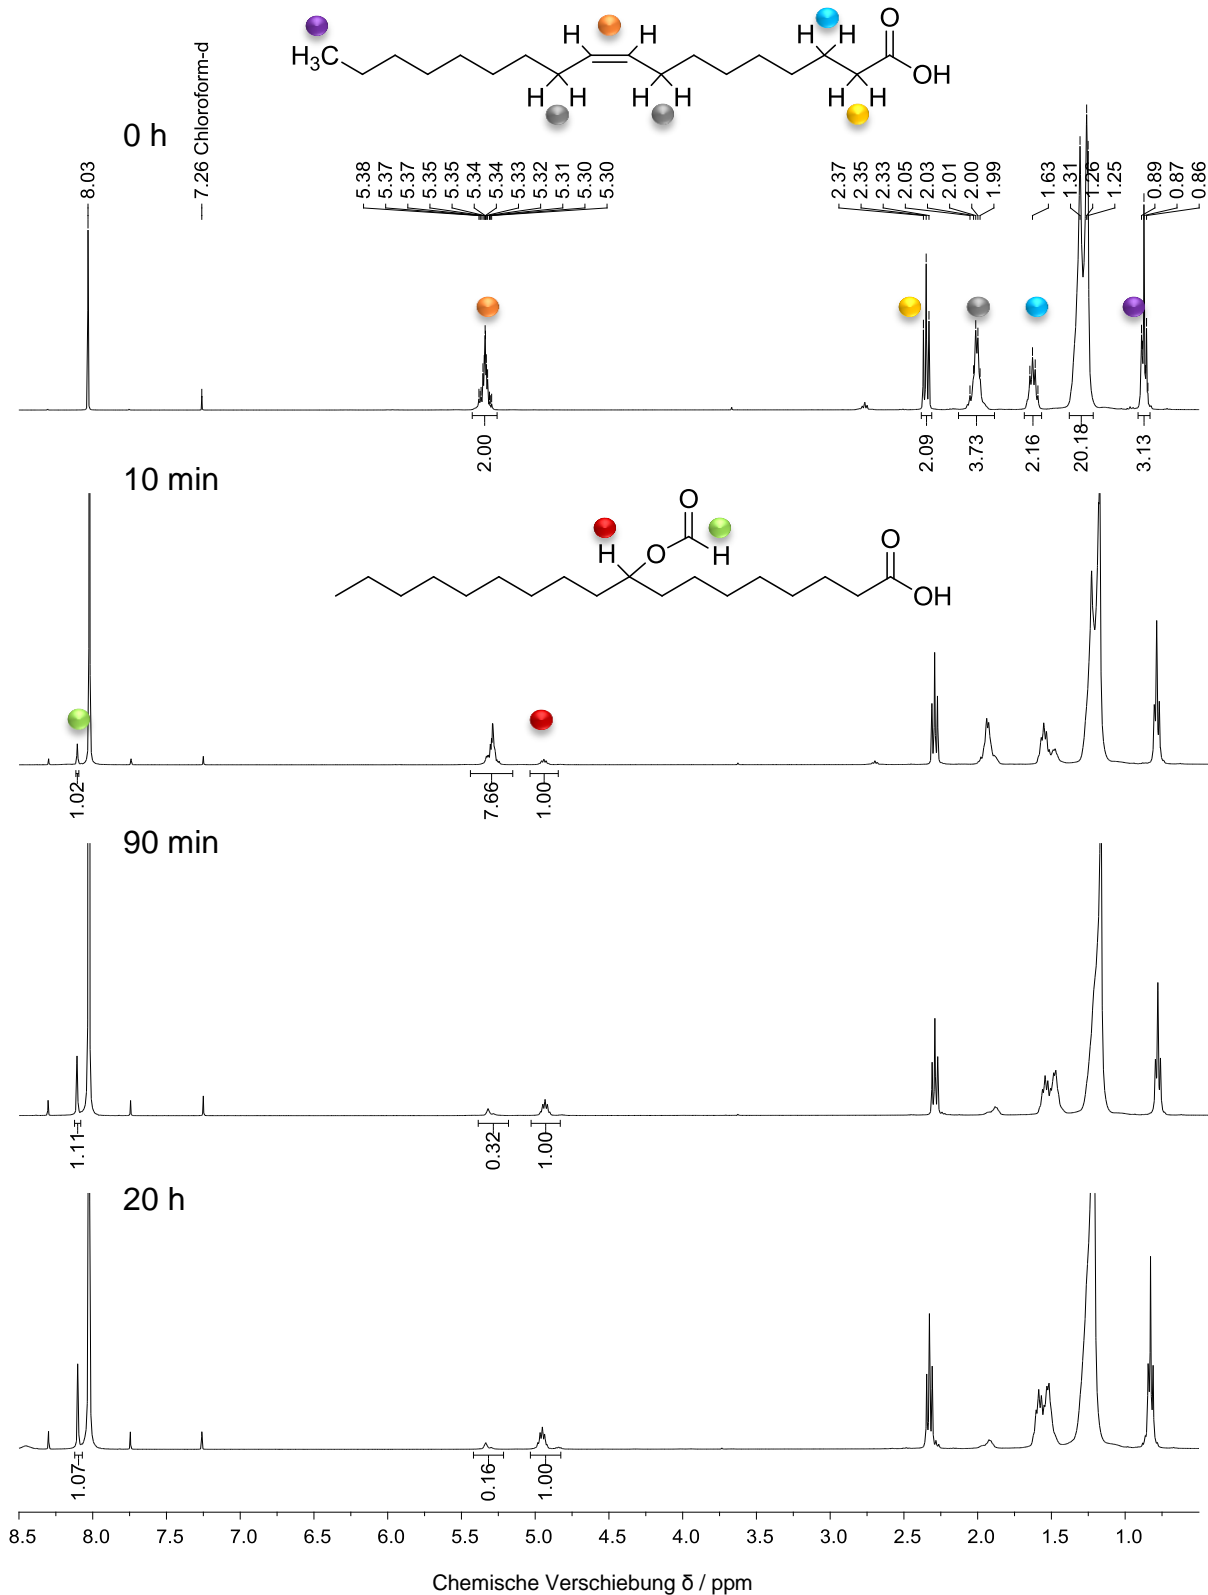 H3C
H H
H H
H H
H H
H H
O
OH
0 h
8.03
7.26 Chloroform-d
5.38
5.37
5.37
5.35
5.35
5.34
5.34
5.33
5.32
5.31
5.30
5.30
2.37
2.35
2.33
2.05
2.03
2.01
2.00
1.99
1.63
1.31
1.26
1.25
0.89
0.87
0.86
2.00
2.09
3.73
2.16
20.18
3.13
10 min
O
H
O
H
O
OH
1.02
7.66
1.00
90 min
1.11
0.32
1.00
20 h
1.07
0.16
1.00
8.5 8.0 7.5 7.0 6.5 6.0 5.5 5.0 4.5 4.0 3.5 3.0 2.5 2.0 1.5 1.0
Chemische Verschiebung δ / ppm